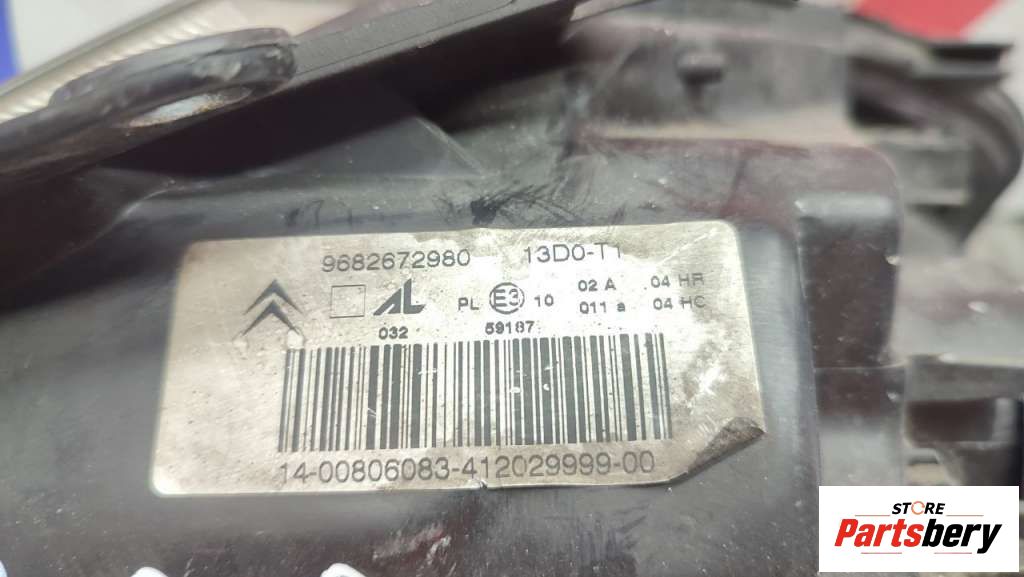 9682672980 13D0-T1
AL PL E3 10 02 A .04 HR
011 a 04 HC
032 59187
14-00806083-412029999-00
STORE
Partsbery